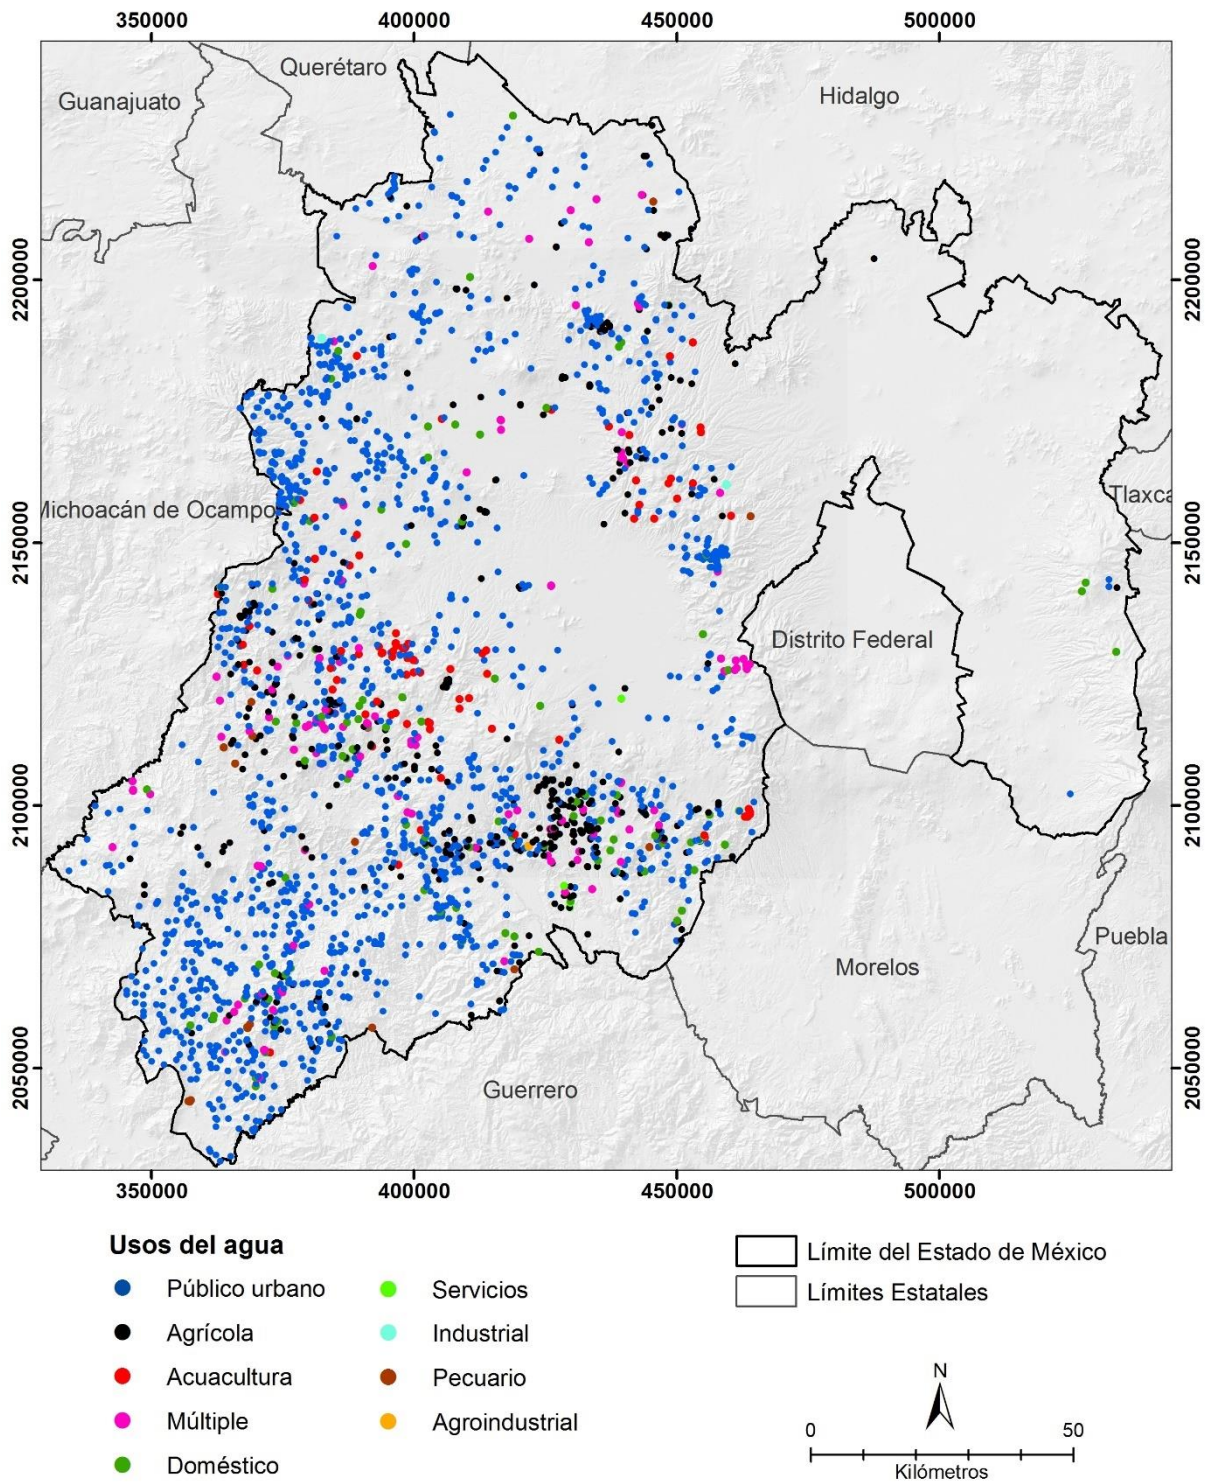 350000 400000 450000 500000
Querétaro
Guanajuato
Hidalgo
2200000 2200000
Michoacán de Ocampo
Tlaxca
2150000 2150000
Distrito Federal
2100000 2100000
Puebla
Morelos
2050000 2050000
Guerrero
350000 400000 450000 500000
Usos del agua
Público urbano
Agrícola
Acuacultura
Múltiple
Doméstico
Servicios
Industrial
Pecuario
Agroindustrial
Límite del Estado de México
Límites Estatales
N
0 50
Kilómetros